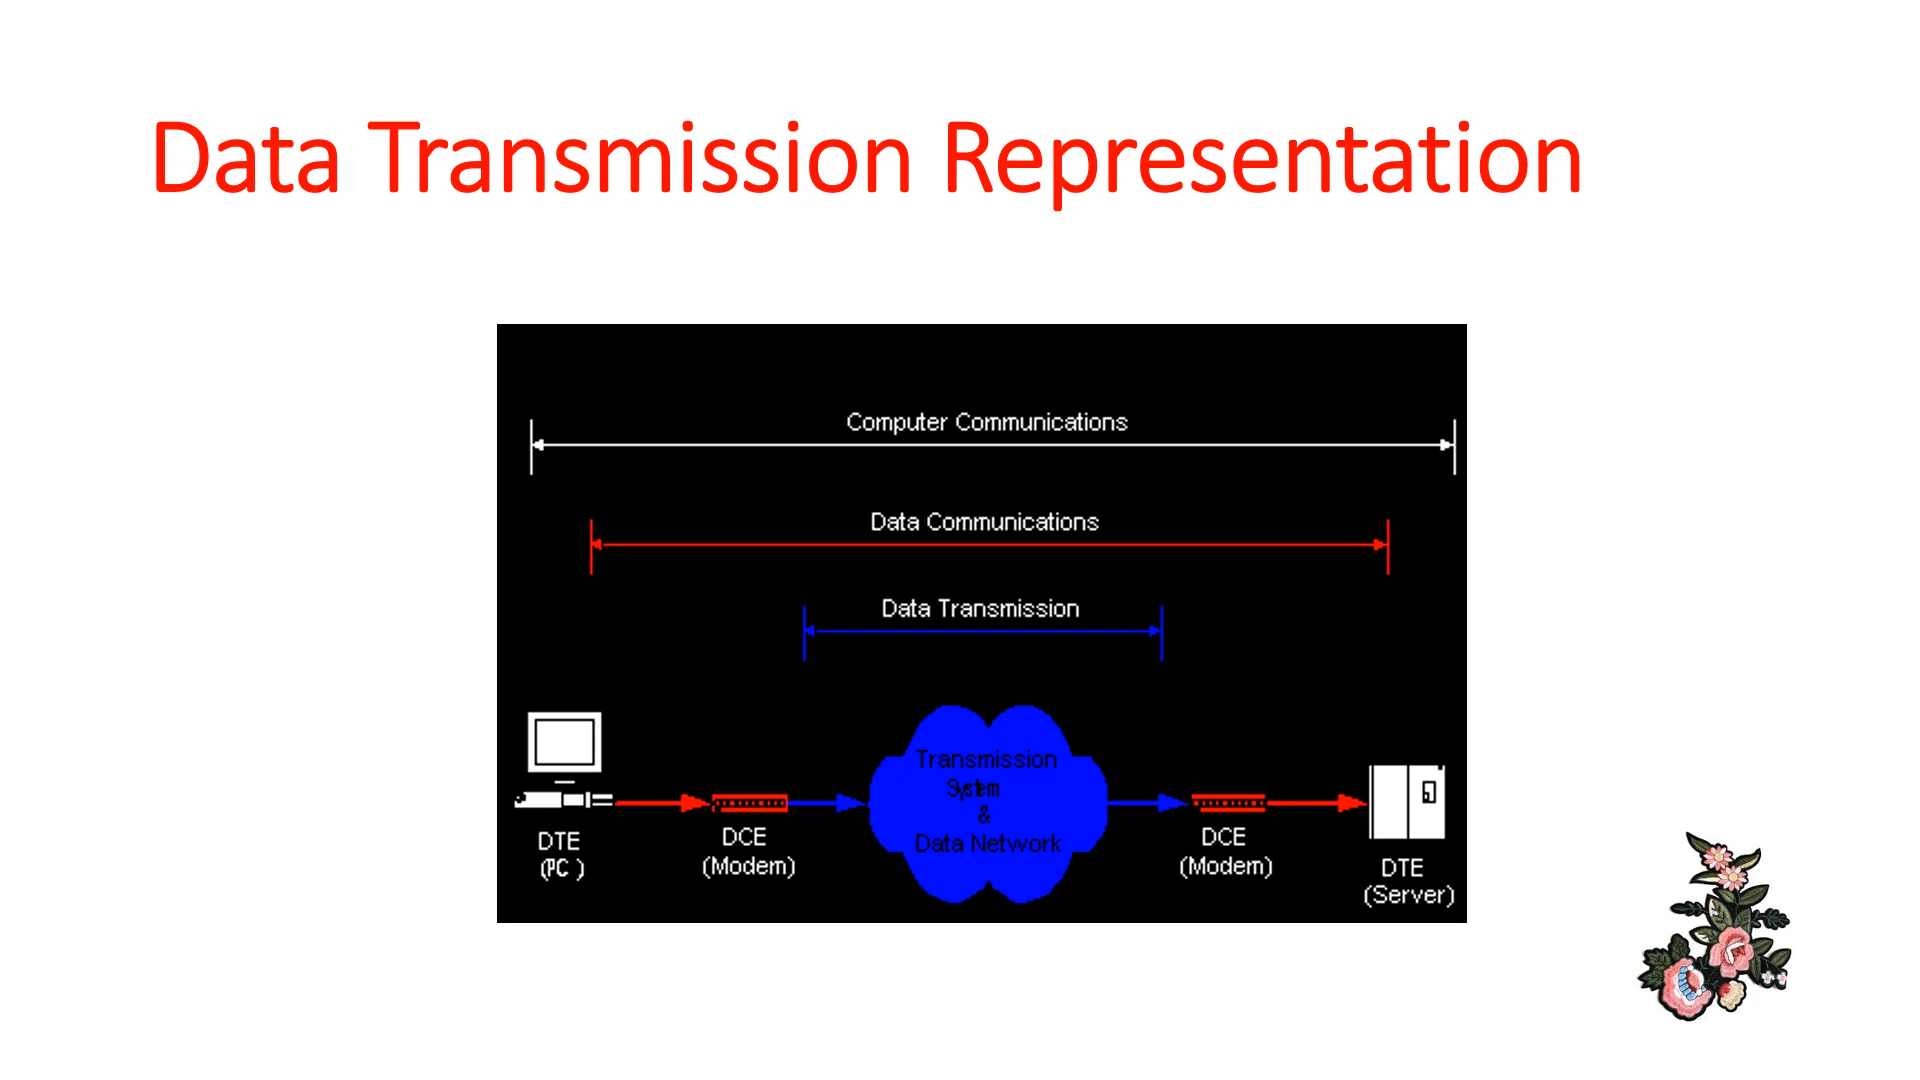 Data Transmission Representation
Computer Communications
Data Communications
Data Transmission
Transmission
System
&
Data Network
DTE
(PC )
DCE
(Modem)
DCE
(Modem)
DTE
(Server)